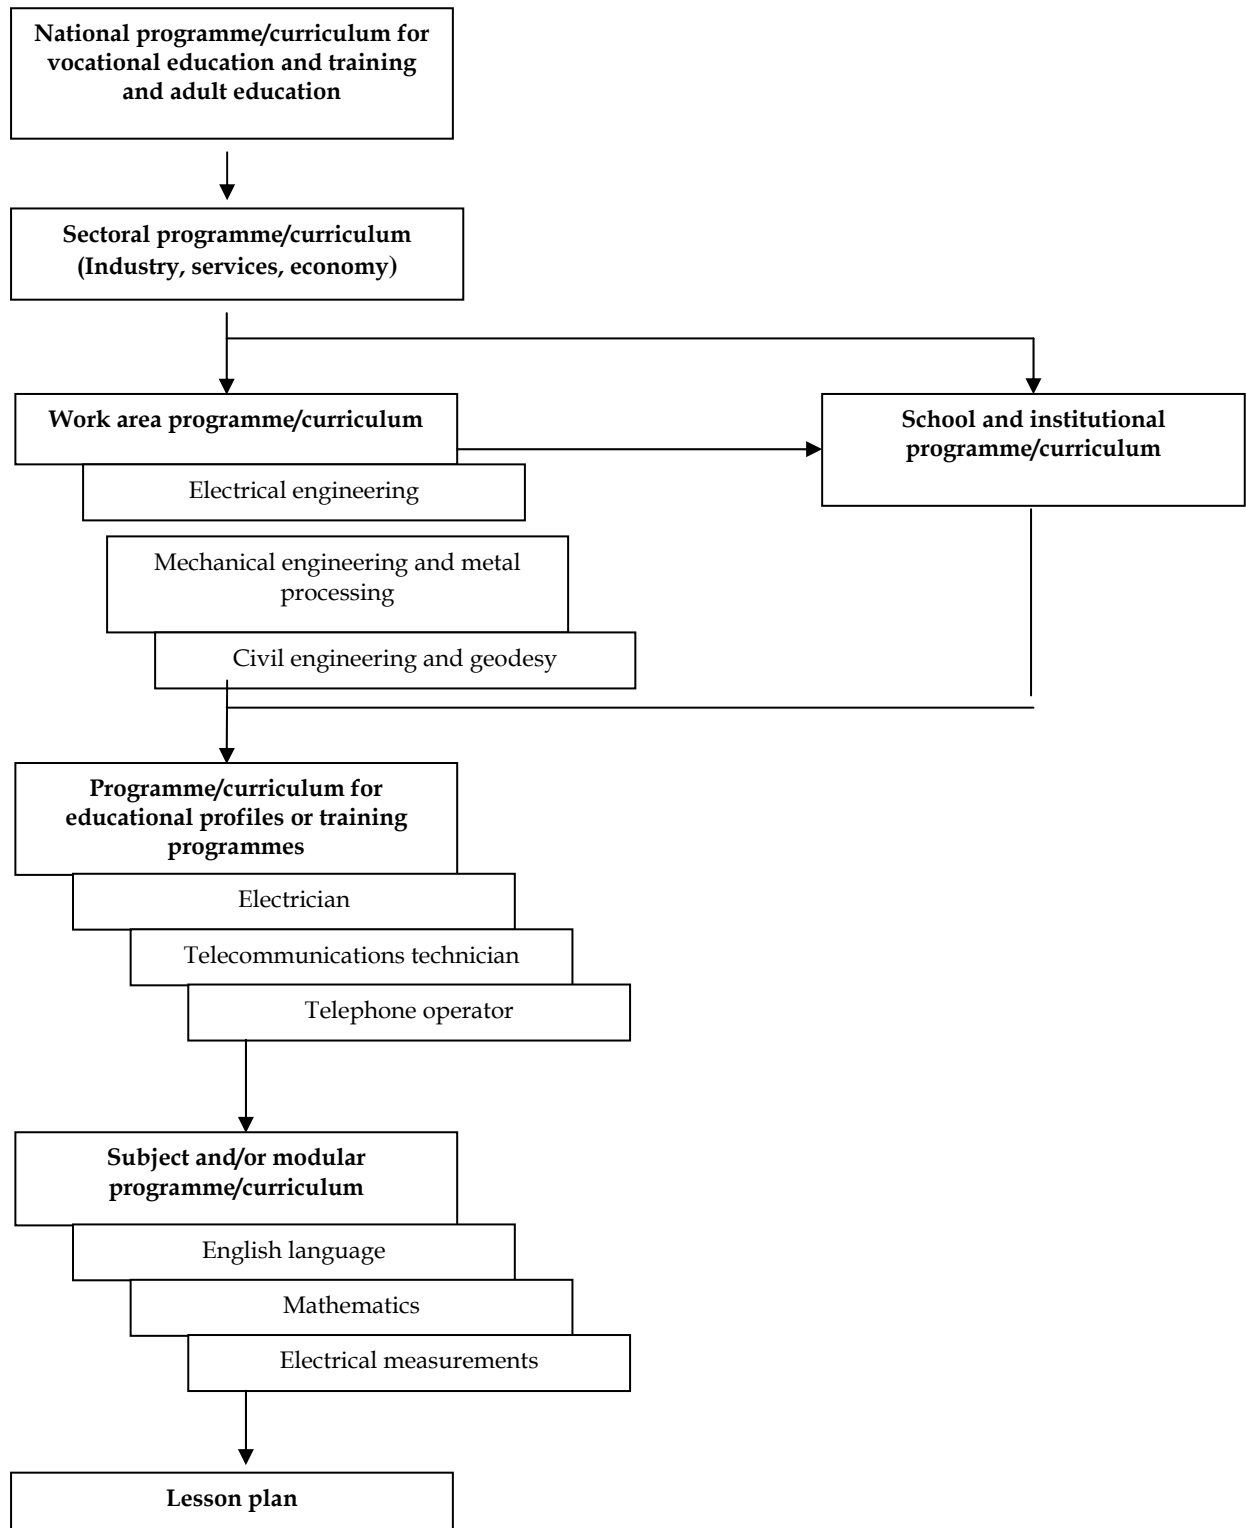 National programme/curriculum for
vocational education and training
and adult education
Sectoral programme/curriculum
(Industry, services, economy)
Work area programme/curriculum
School and institutional
programme/curriculum
Electrical engineering
Mechanical engineering and metal
processing
Civil engineering and geodesy
Programme/curriculum for
educational profiles or training
programmes
Electrician
Telecommunications technician
Telephone operator
Subject and/or modular
programme/curriculum
English language
Mathematics
Electrical measurements
Lesson plan